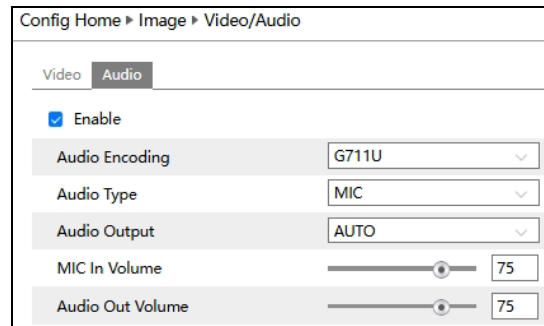 Config Home ▸ Image ▸ Video/Audio
Video Audio
Enable
Audio Encoding G711U
Audio Type MIC
Audio Output AUTO
MIC In Volume 75
Audio Out Volume 75